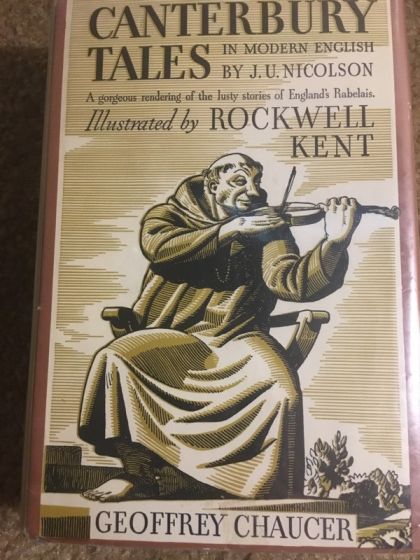 CANTERBURY
TALES IN MODERN ENGLISH
BY J. U. NICOLSON
A gorgeous rendering of the lusty stories of England's Rabelais.
Illustrated by ROCKWELL
KENT
GEOFFREY CHAUCER